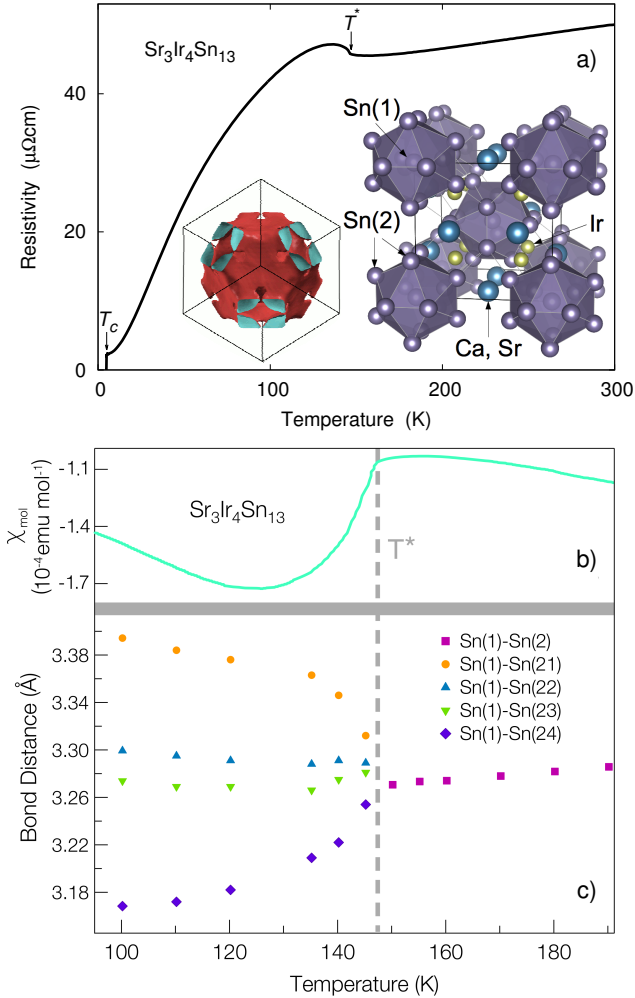 T*
Sr3Ir4Sn13
a)
40
20
0
Resistivity (μΩcm)
Tc
Sn(1)
Sn(2)
Ir
Ca, Sr
0 100 200 300
Temperature (K)
-1.1
-1.4
-1.7
χmol
(10-4 emu mol-1)
Sr3Ir4Sn13
T*
b)
Sn(1)-Sn(2)
Sn(1)-Sn(21)
Sn(1)-Sn(22)
Sn(1)-Sn(23)
Sn(1)-Sn(24)
3.38
3.34
3.30
3.26
3.22
3.18
Bond Distance (Å)
c)
100 120 140 160 180
Temperature (K)